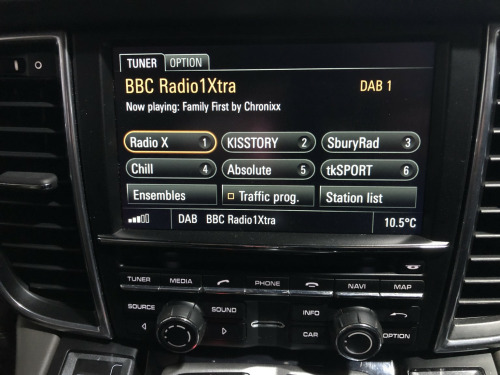 TUNER OPTION
BBC Radio1Xtra DAB 1
Now playing: Family First by Chronixx
Radio X 1 KISSTORY 2 SburyRad 3
Chill 4 Absolute 5 tkSPORT 6
Ensembles Traffic prog. Station list
DAB BBC Radio1Xtra 10.5°C
TUNER MEDIA PHONE NAVI MAP
SOURCE SOUND INFO
CAR OPTION